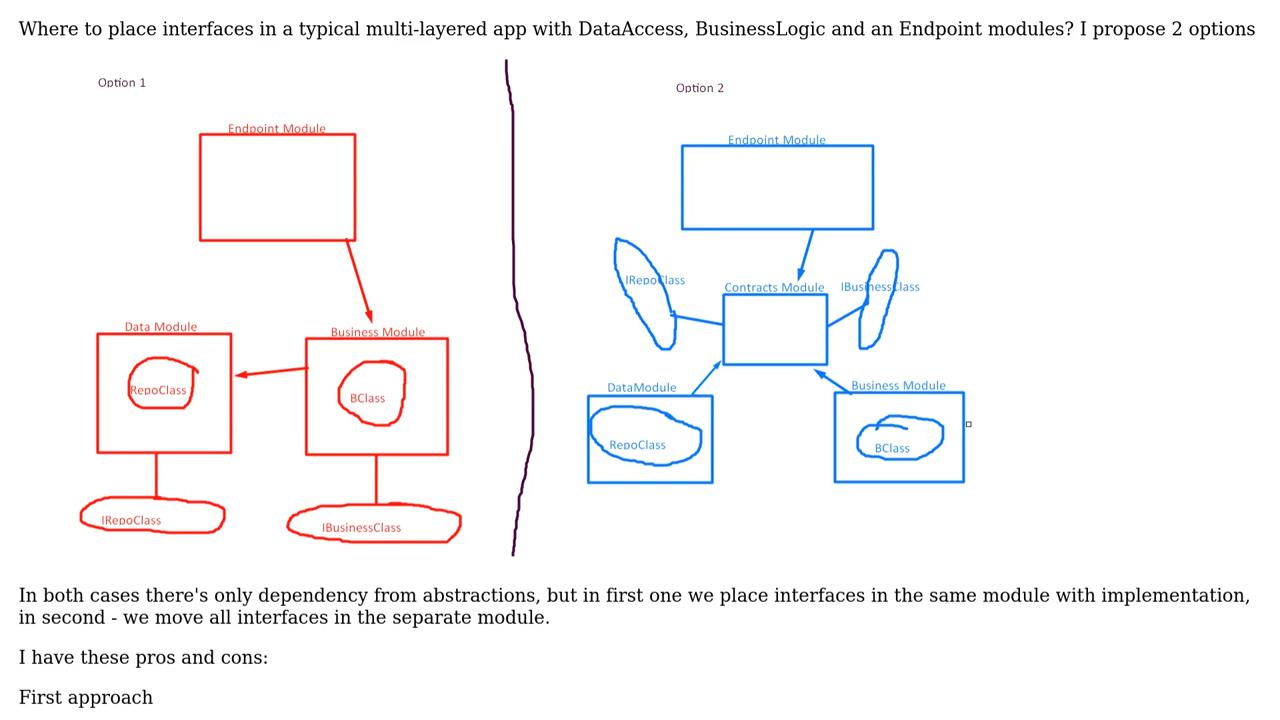 Where to place interfaces in a typical multi-layered app with DataAccess, BusinessLogic and an Endpoint modules? I propose 2 options
Option 1
Endpoint Module
Data Module
Business Module
RepoClass
BClass
IRepoClass
IBusinessClass
Option 2
Endpoint Module
IRepoClass
Contracts Module
IBusinessClass
DataModule
Business Module
RepoClass
BClass
In both cases there's only dependency from abstractions, but in first one we place interfaces in the same module with implementation,
in second - we move all interfaces in the separate module.
I have these pros and cons:
First approach